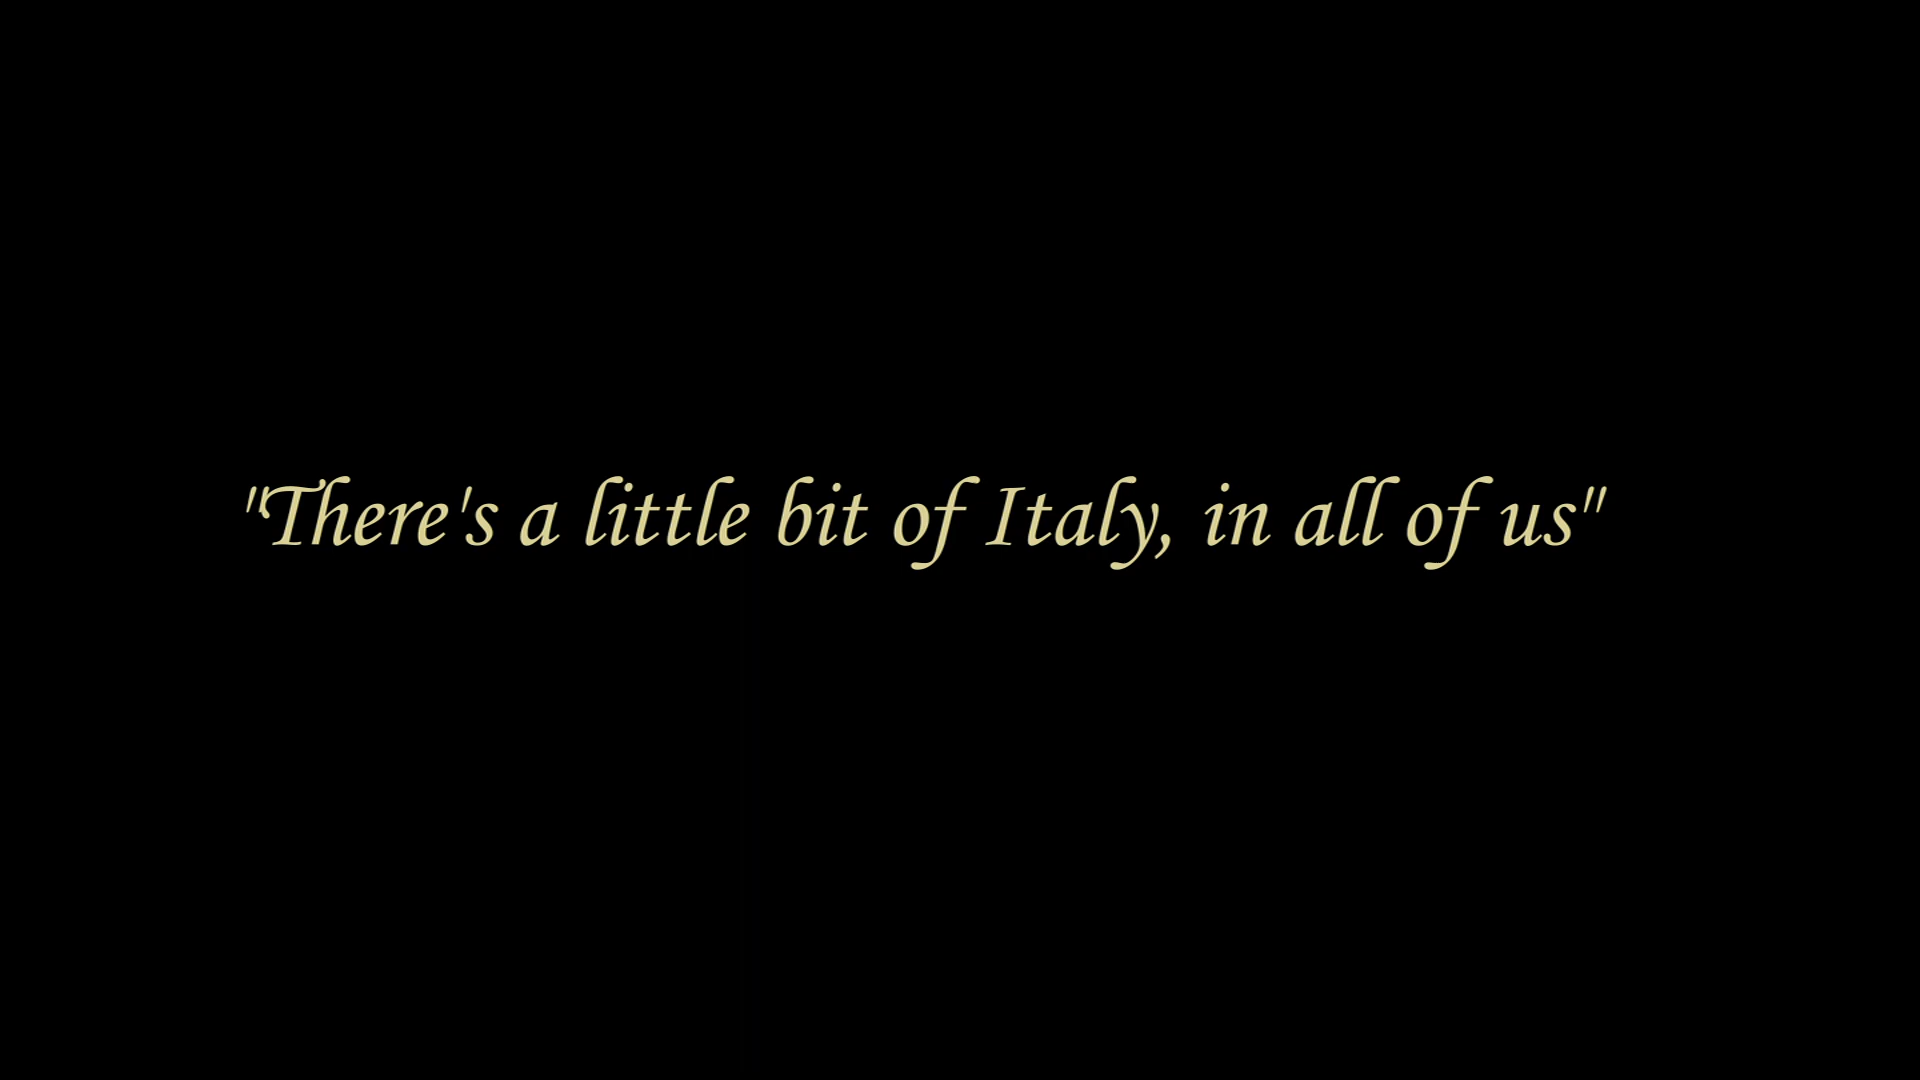 "There's a little bit of Italy, in all of us"